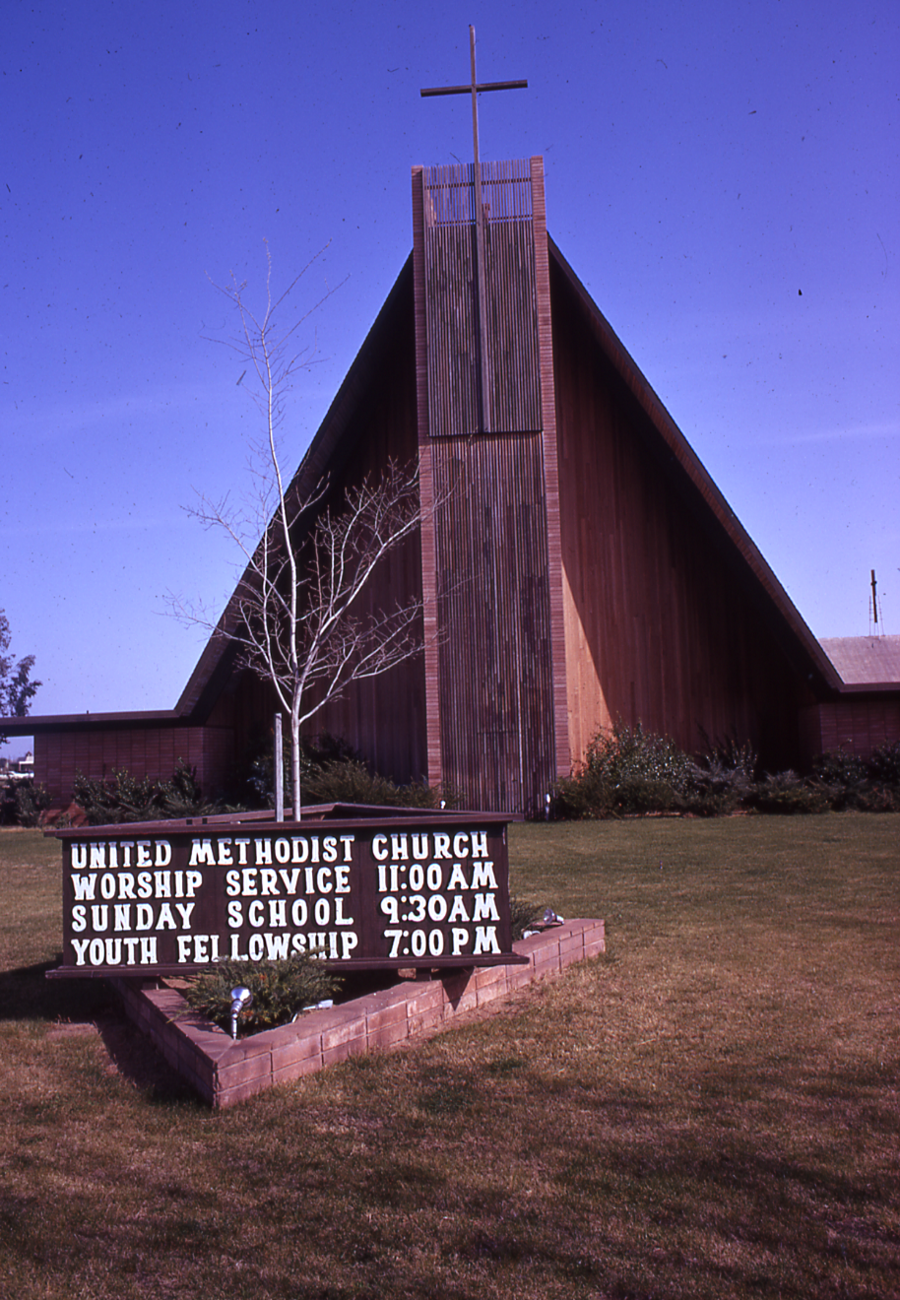 UNITED METHODIST CHURCH
WORSHIP SERVICE 11:00 AM
SUNDAY SCHOOL 9:30 AM
YOUTH FELLOWSHIP 7:00 PM